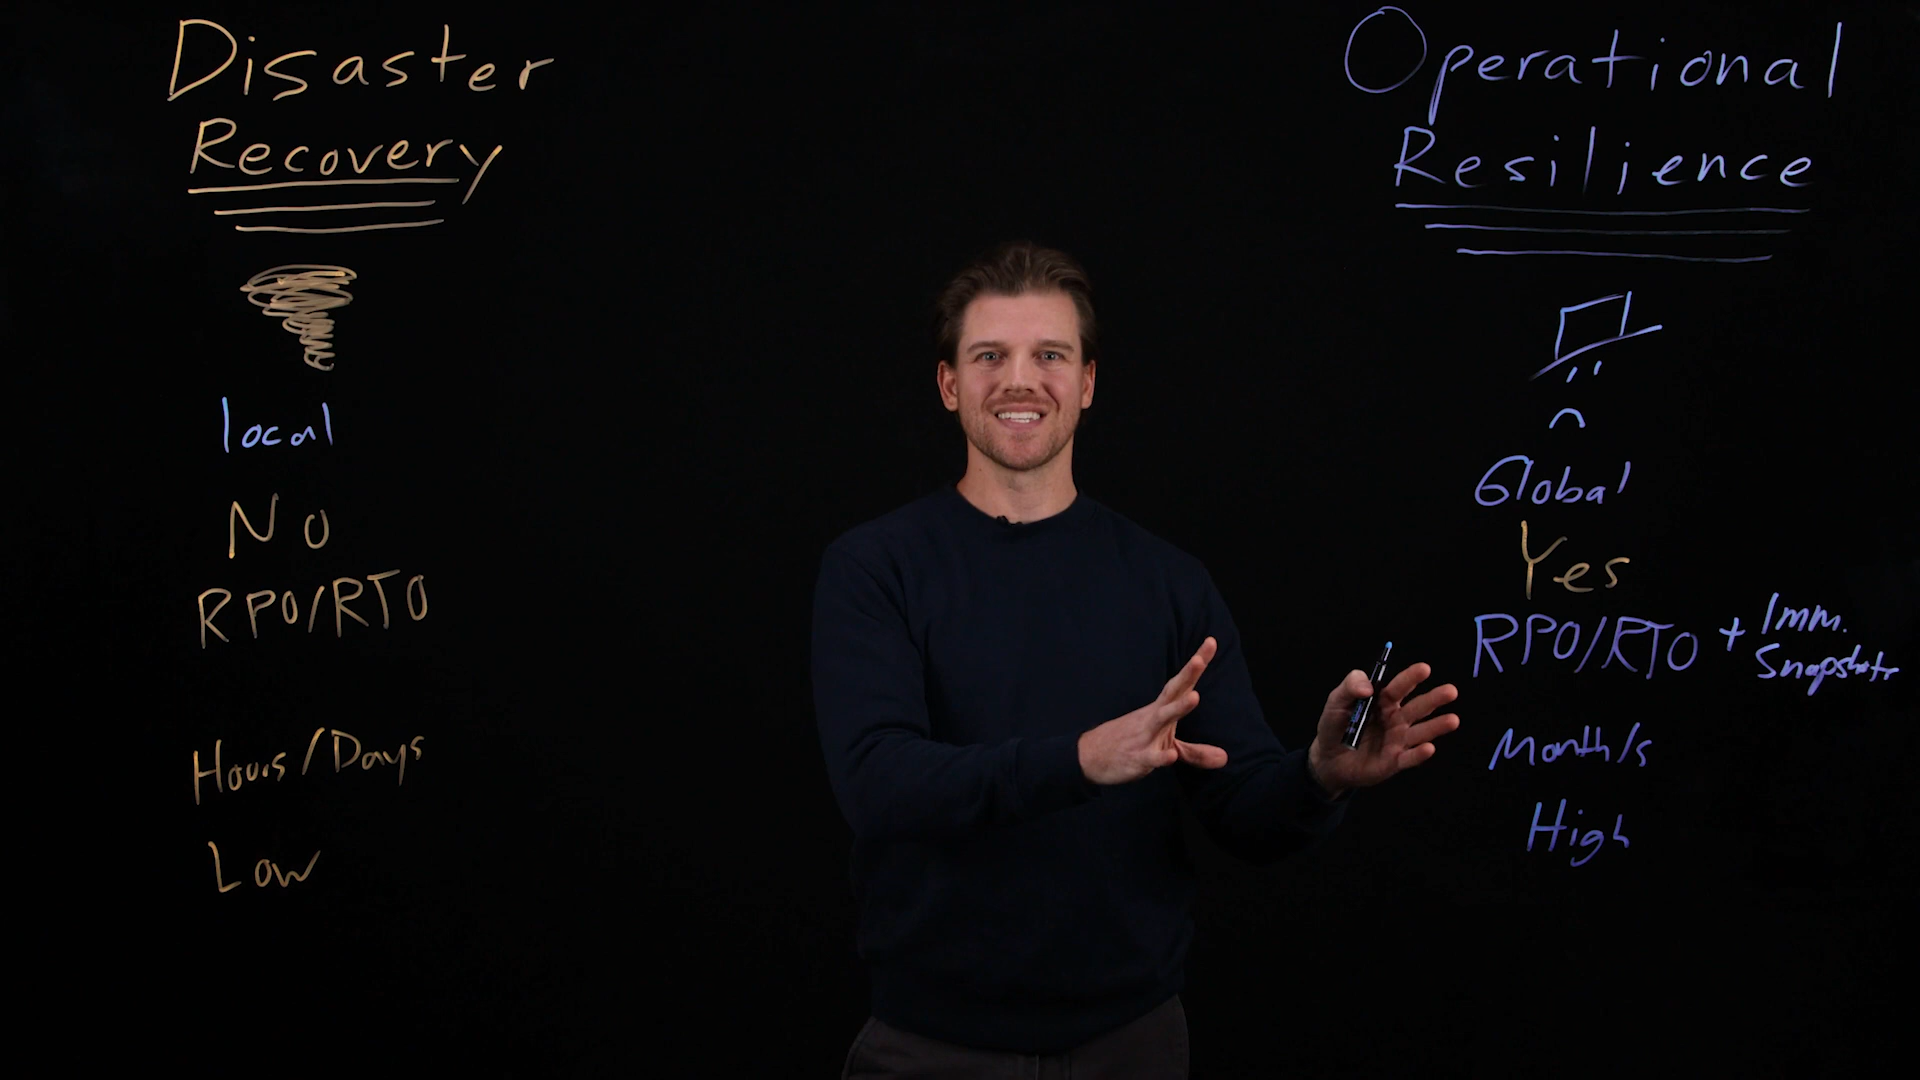 Disaster
Recovery
local
No
RPO/RTO
Hours/Days
Low
Operational
Resilience
Global
Yes
RPO/RTO + Imm.
Snapshots
Month/s
High